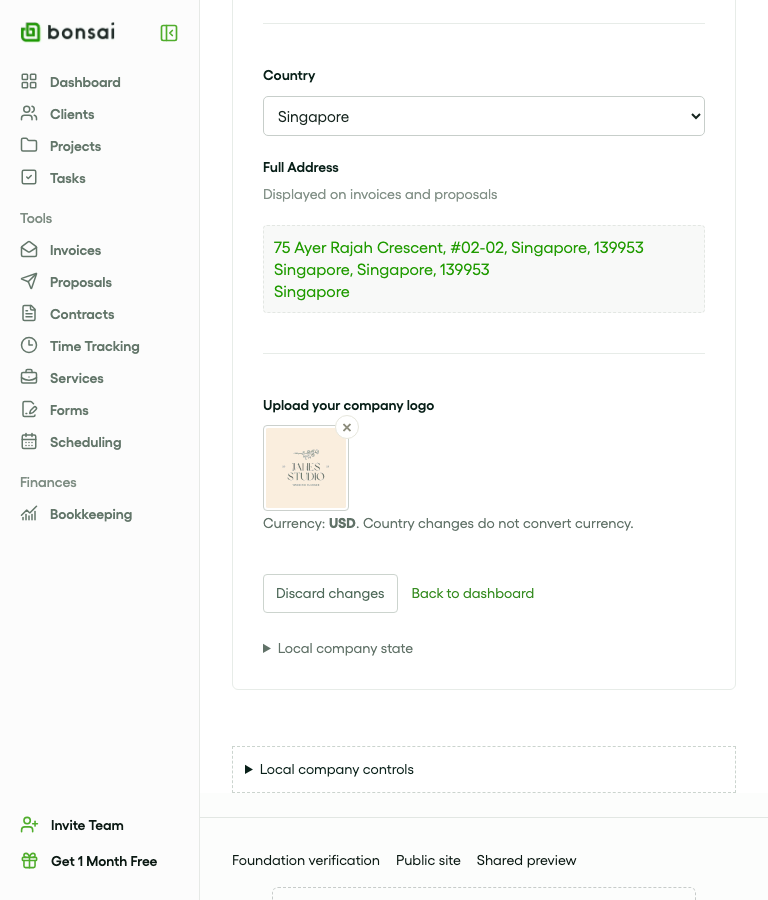 bonsai
Dashboard
Clients
Projects
Tasks
Tools
Invoices
Proposals
Contracts
Time Tracking
Services
Forms
Scheduling
Finances
Bookkeeping
Invite Team
Get 1 Month Free
Country
Singapore
Full Address
Displayed on invoices and proposals
75 Ayer Rajah Crescent, #02-02, Singapore, 139953
Singapore, Singapore, 139953
Singapore
Upload your company logo
STUDIO
Currency: USD. Country changes do not convert currency.
Discard changes
Back to dashboard
Local company state
Local company controls
Foundation verification Public site Shared preview